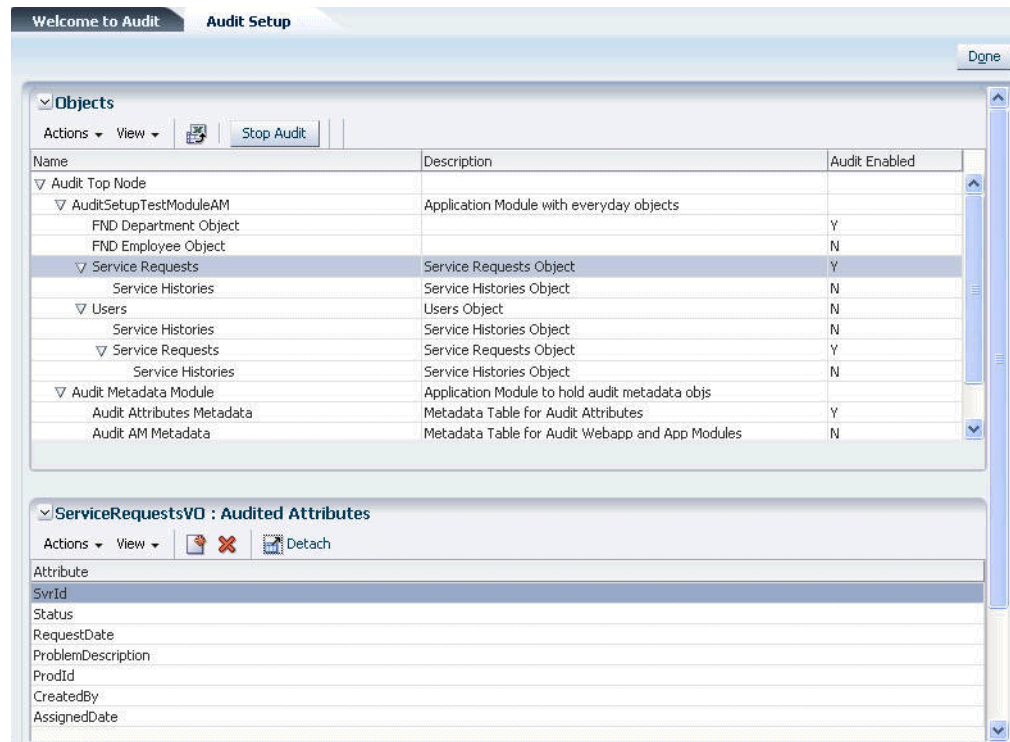 Welcome to Audit Audit Setup
Done
Objects
Actions View Stop Audit
Name Description Audit Enabled
Audit Top Node
AuditSetupTestModuleAM Application Module with everyday objects
FND Department Object Y
FND Employee Object N
Service Requests Service Requests Object Y
Service Histories Service Histories Object N
Users Users Object N
Service Histories Service Histories Object N
Service Requests Service Requests Object Y
Service Histories Service Histories Object N
Audit Metadata Module Application Module to hold audit metadata objs
Audit Attributes Metadata Metadata Table for Audit Attributes Y
Audit AM Metadata Metadata Table for Audit Webapp and App Modules N
ServiceRequestsVO : Audited Attributes
Actions View Detach
Attribute
SvrId
Status
RequestDate
ProblemDescription
ProdId
CreatedBy
AssignedDate